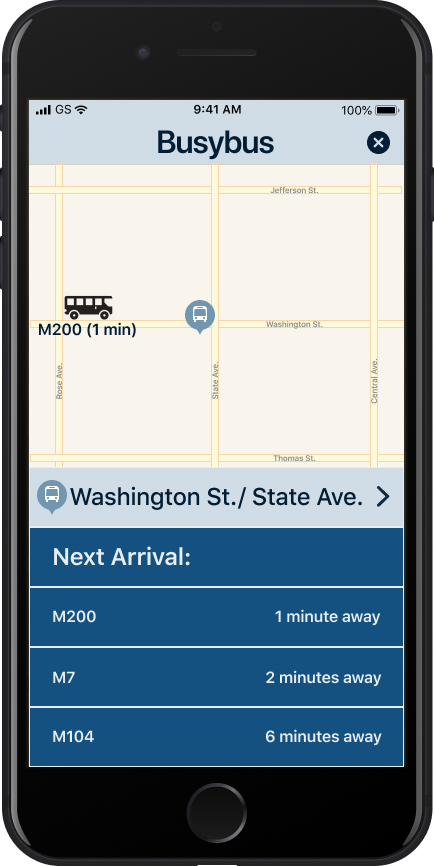 GS 9:41 AM 100%
Busybus
Jefferson St.
M200 (1 min)
Washington St.
Rose Ave.
State Ave.
Central Ave.
Thomas St.
Washington St./ State Ave.
Next Arrival:
M200 1 minute away
M7 2 minutes away
M104 6 minutes away